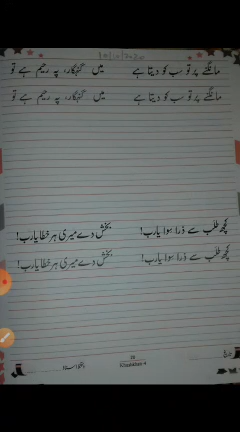 مانگنے پر تو سب کو دیتا ہے میں گنہگار، پہ رحیم ہے تو
مانگنے پر تو سب کو دیتا ہے میں گنہگار، پہ رحیم ہے تو
کچھ طلب سے ذرا سوا یارب! بخش دے میری ہر خطا یارب!
کچھ طلب سے ذرا سوا یارب! بخش دے میری ہر خطا یارب!